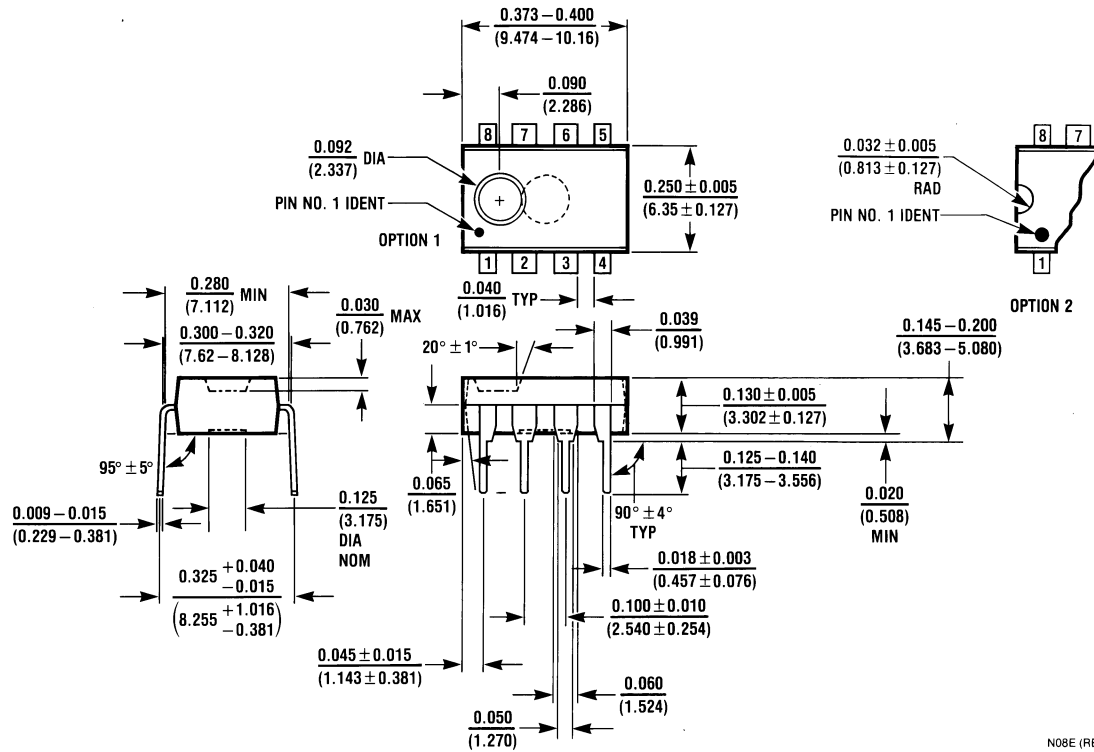 0.373 – 0.400
(9.474 – 10.16)
0.090
(2.286)
8 7 6 5
0.092 DIA
(2.337)
PIN NO. 1 IDENT
OPTION 1
+
0.250 ± 0.005
(6.35 ± 0.127)
1 2 3 4
0.032 ± 0.005
(0.813 ± 0.127)
RAD
PIN NO. 1 IDENT
8 7
1
OPTION 2
0.280 MIN
(7.112)
0.300 – 0.320
(7.62 – 8.128)
0.030 MAX
(0.762)
0.040 TYP
(1.016)
0.039
(0.991)
20° ± 1°
0.145 – 0.200
(3.683 – 5.080)
0.130 ± 0.005
(3.302 ± 0.127)
0.125 – 0.140
(3.175 – 3.556)
0.020
(0.508)
MIN
95° ± 5°
0.009 – 0.015
(0.229 – 0.381)
0.125
(3.175)
DIA
NOM
0.065
(1.651)
90° ± 4°
TYP
0.018 ± 0.003
(0.457 ± 0.076)
0.325 +0.040
−0.015
(8.255 +1.016
−0.381)
0.100 ± 0.010
(2.540 ± 0.254)
0.045 ± 0.015
(1.143 ± 0.381)
0.060
(1.524)
0.050
(1.270)
N08E